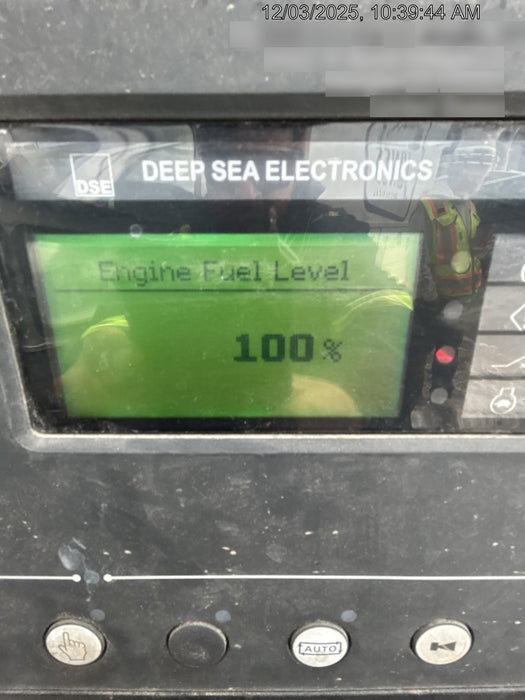 12/03/2025, 10:39:44 AM
DSE
DEEP SEA ELECTRONICS
Engine Fuel Level
100%
AUTO